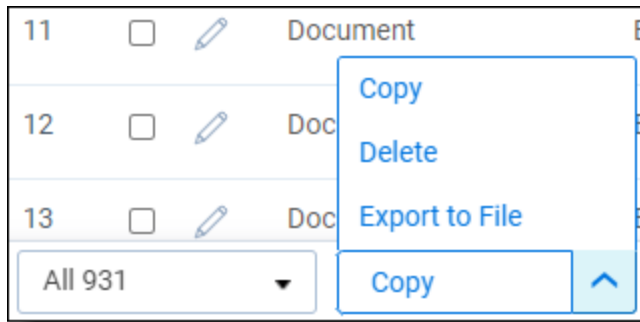 11 Document
Copy
12 Doc
Delete
13 Doc
Export to File
All 931
Copy